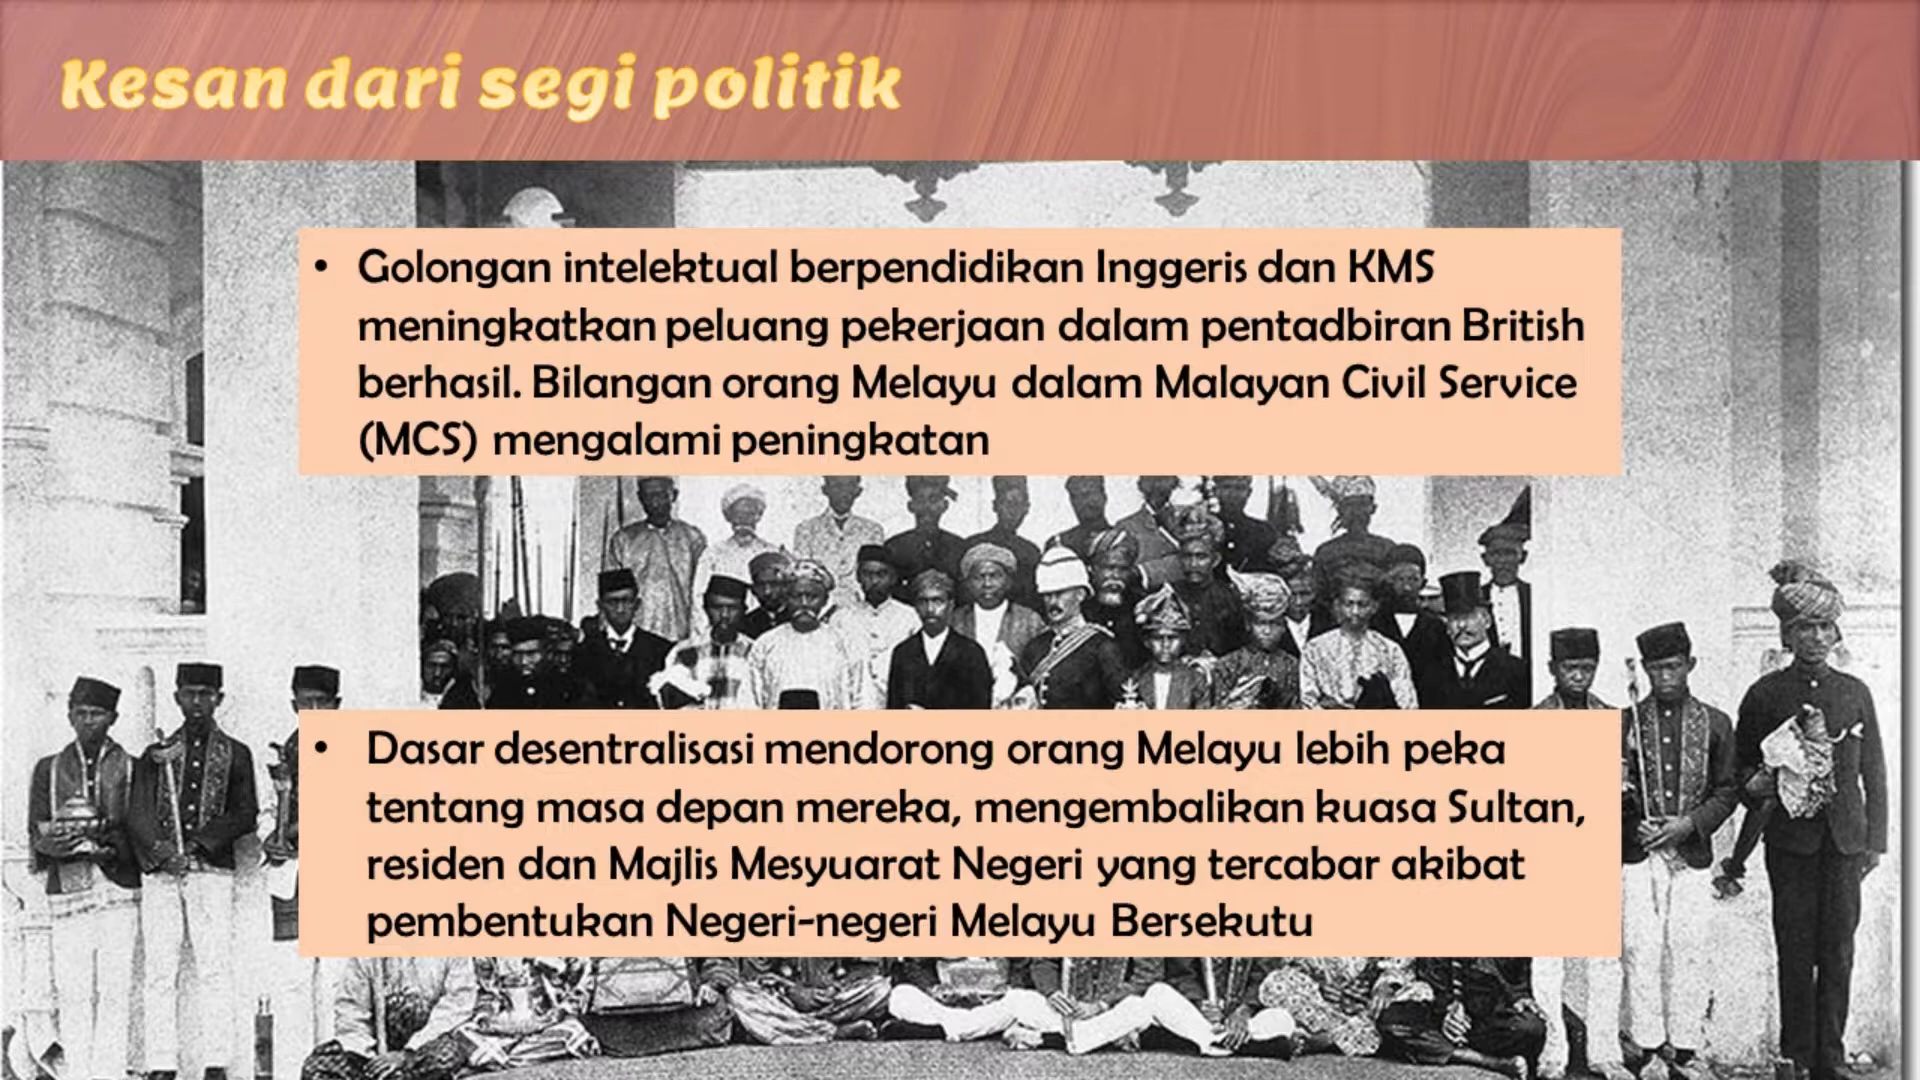 Kesan dari segi politik
• Golongan intelektual berpendidikan Inggeris dan KMS
meningkatkan peluang pekerjaan dalam pentadbiran British
berhasil. Bilangan orang Melayu dalam Malayan Civil Service
(MCS) mengalami peningkatan
• Dasar desentralisasi mendorong orang Melayu lebih peka
tentang masa depan mereka, mengembalikan kuasa Sultan,
residen dan Majlis Mesyuarat Negeri yang tercabar akibat
pembentukan Negeri-negeri Melayu Bersekutu